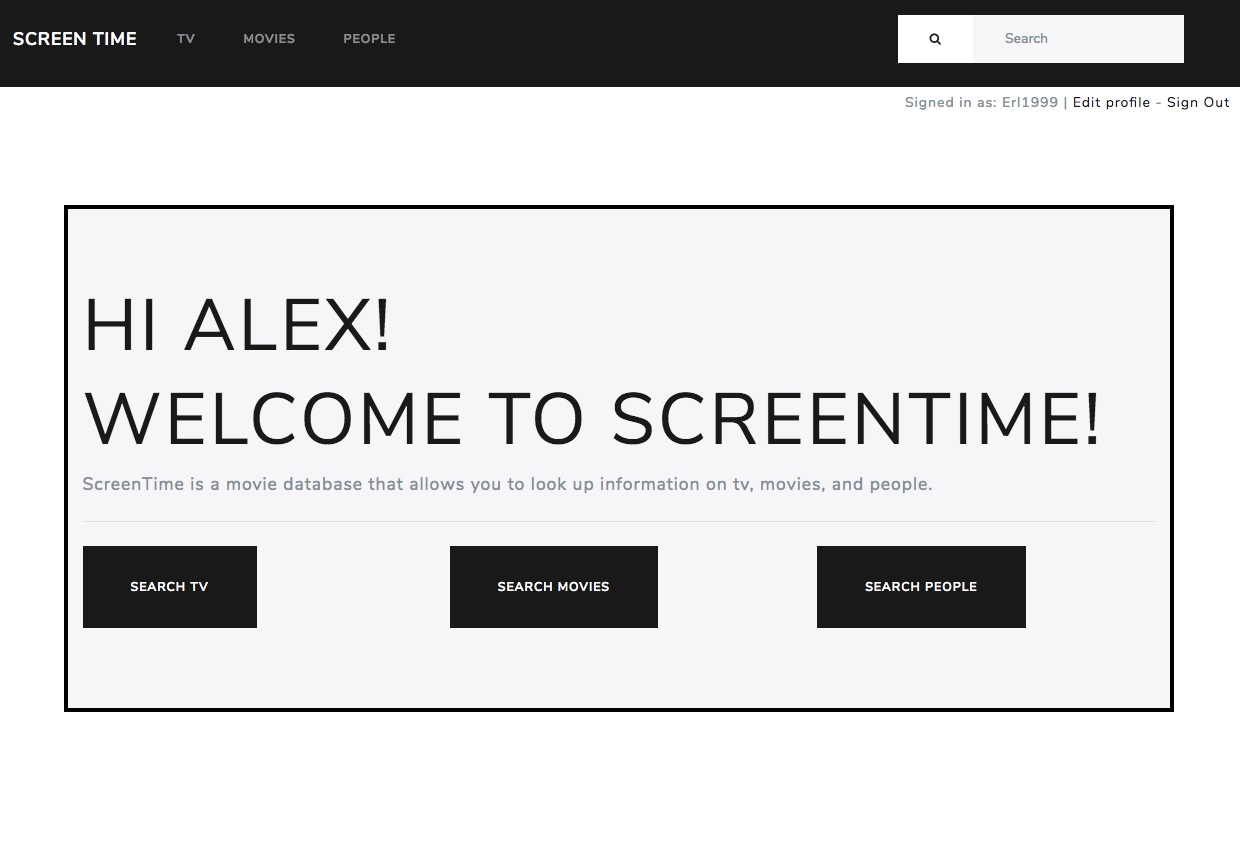 SCREEN TIME TV MOVIES PEOPLE Search
Signed in as: Erl1999 | Edit profile - Sign Out
HI ALEX!
WELCOME TO SCREENTIME!
ScreenTime is a movie database that allows you to look up information on tv, movies, and people.
SEARCH TV SEARCH MOVIES SEARCH PEOPLE